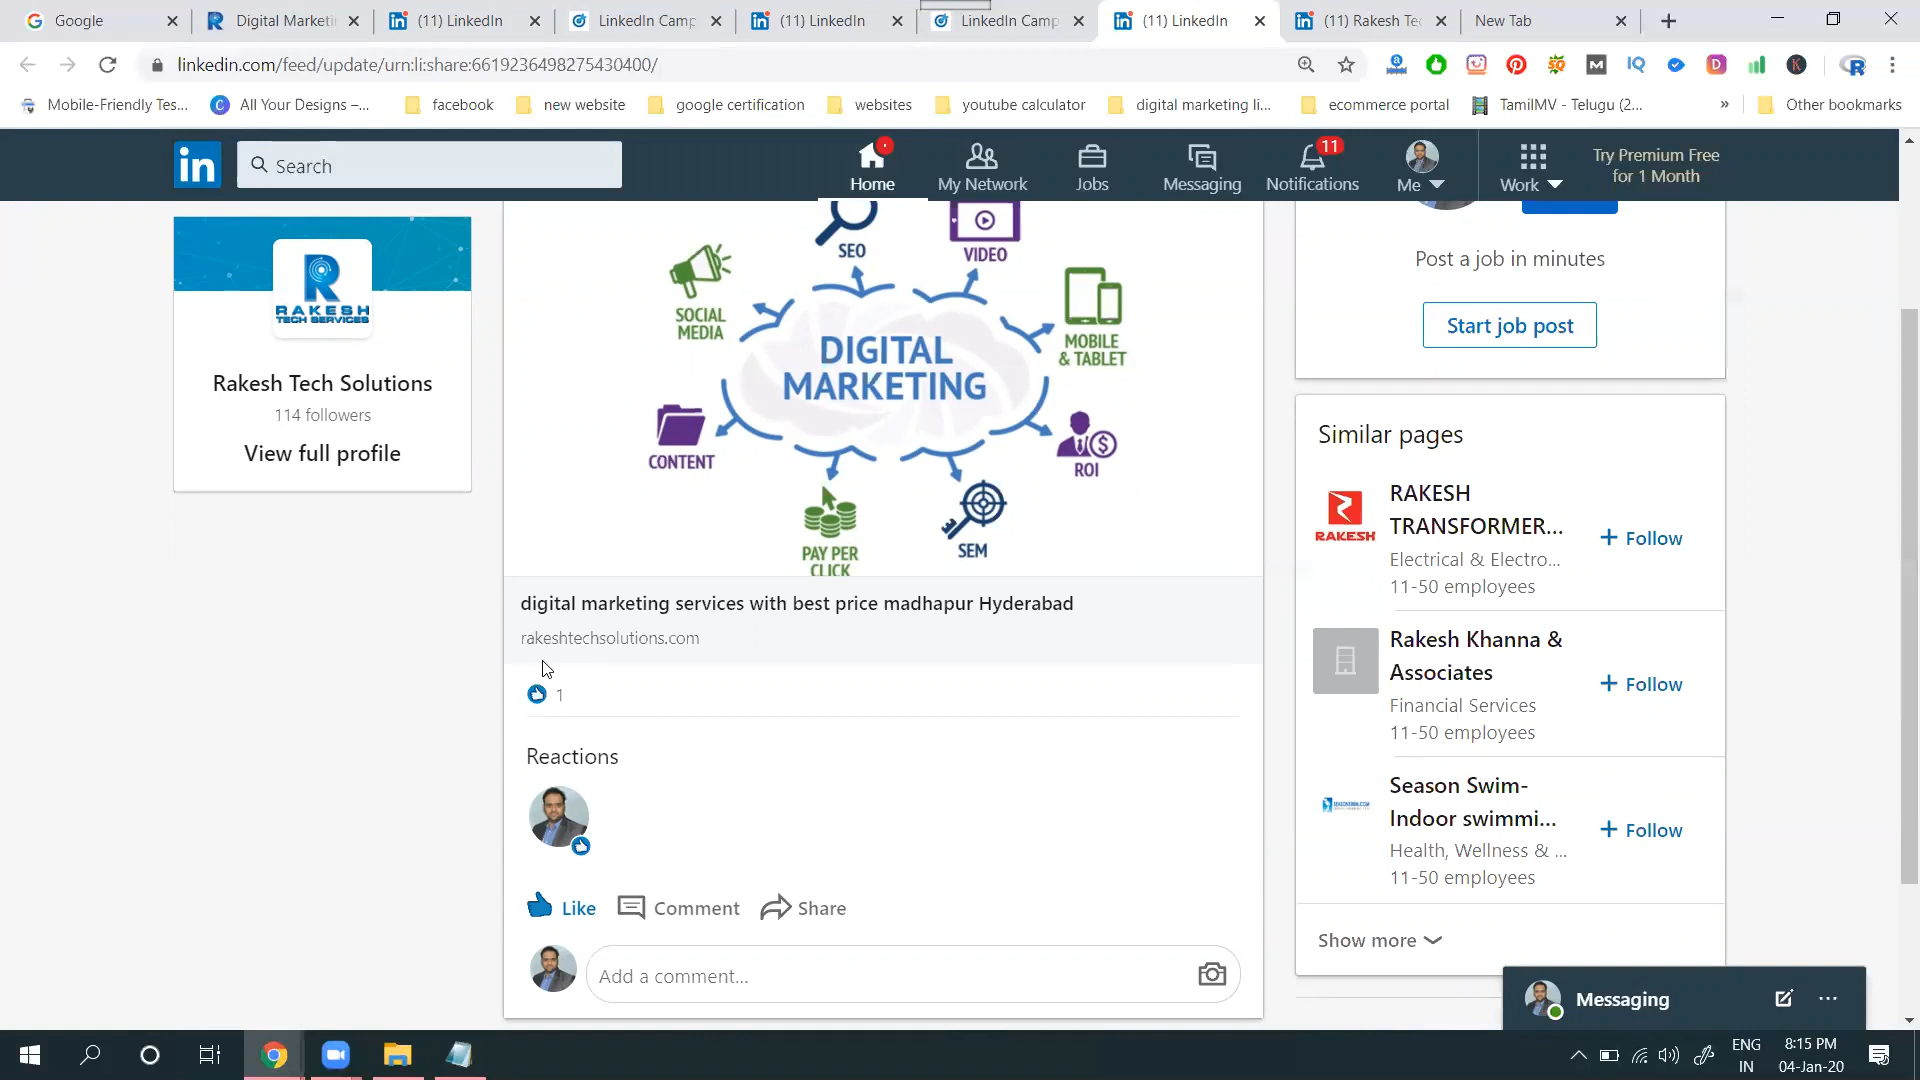 Google
Digital Marketi
(11) LinkedIn
LinkedIn Camp
(11) LinkedIn
LinkedIn Camp
(11) LinkedIn
(11) Rakesh Tec
New Tab
linkedin.com/feed/update/urn:li:share:6619236498275430400/
Mobile-Friendly Tes...
All Your Designs –...
facebook
new website
google certification
websites
youtube calculator
digital marketing li...
ecommerce portal
TamilMV - Telugu (2...
Other bookmarks
in
Search
Home
My Network
Jobs
Messaging
11
Notifications
Me
Work
Try Premium Free
for 1 Month
RAKESH
TECH SERVICES
Rakesh Tech Solutions
114 followers
View full profile
SEO
VIDEO
SOCIAL
MEDIA
MOBILE
& TABLET
DIGITAL
MARKETING
CONTENT
ROI
PAY PER
CLICK
SEM
digital marketing services with best price madhapur Hyderabad
rakeshtechsolutions.com
1
Reactions
Like
Comment
Share
Add a comment...
Post a job in minutes
Start job post
Similar pages
RAKESH
RAKESH
TRANSFORMER...
Electrical & Electro...
11-50 employees
+ Follow
Rakesh Khanna &
Associates
Financial Services
11-50 employees
+ Follow
Season Swim-
Indoor swimmi...
Health, Wellness & ...
11-50 employees
+ Follow
Show more
Messaging
ENG
IN
8:15 PM
04-Jan-20